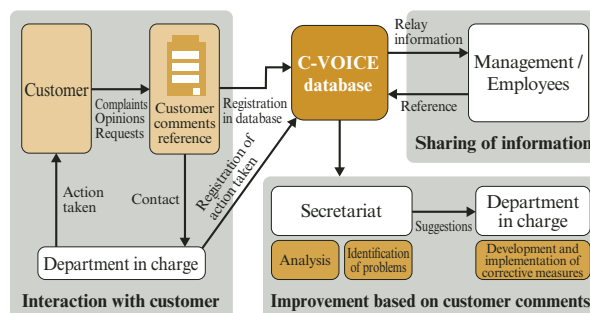 Customer
Complaints
Opinions
Requests
Customer
comments
reference
Registration
in database
C-VOICE
database
Relay
information
Reference
Management /
Employees
Sharing of information
Action
taken
Contact
Registration of
action taken
Department in charge
Interaction with customer
Secretariat
Analysis
Identification
of problems
Suggestions
Department
in charge
Development and
implementation of
corrective measures
Improvement based on customer comments